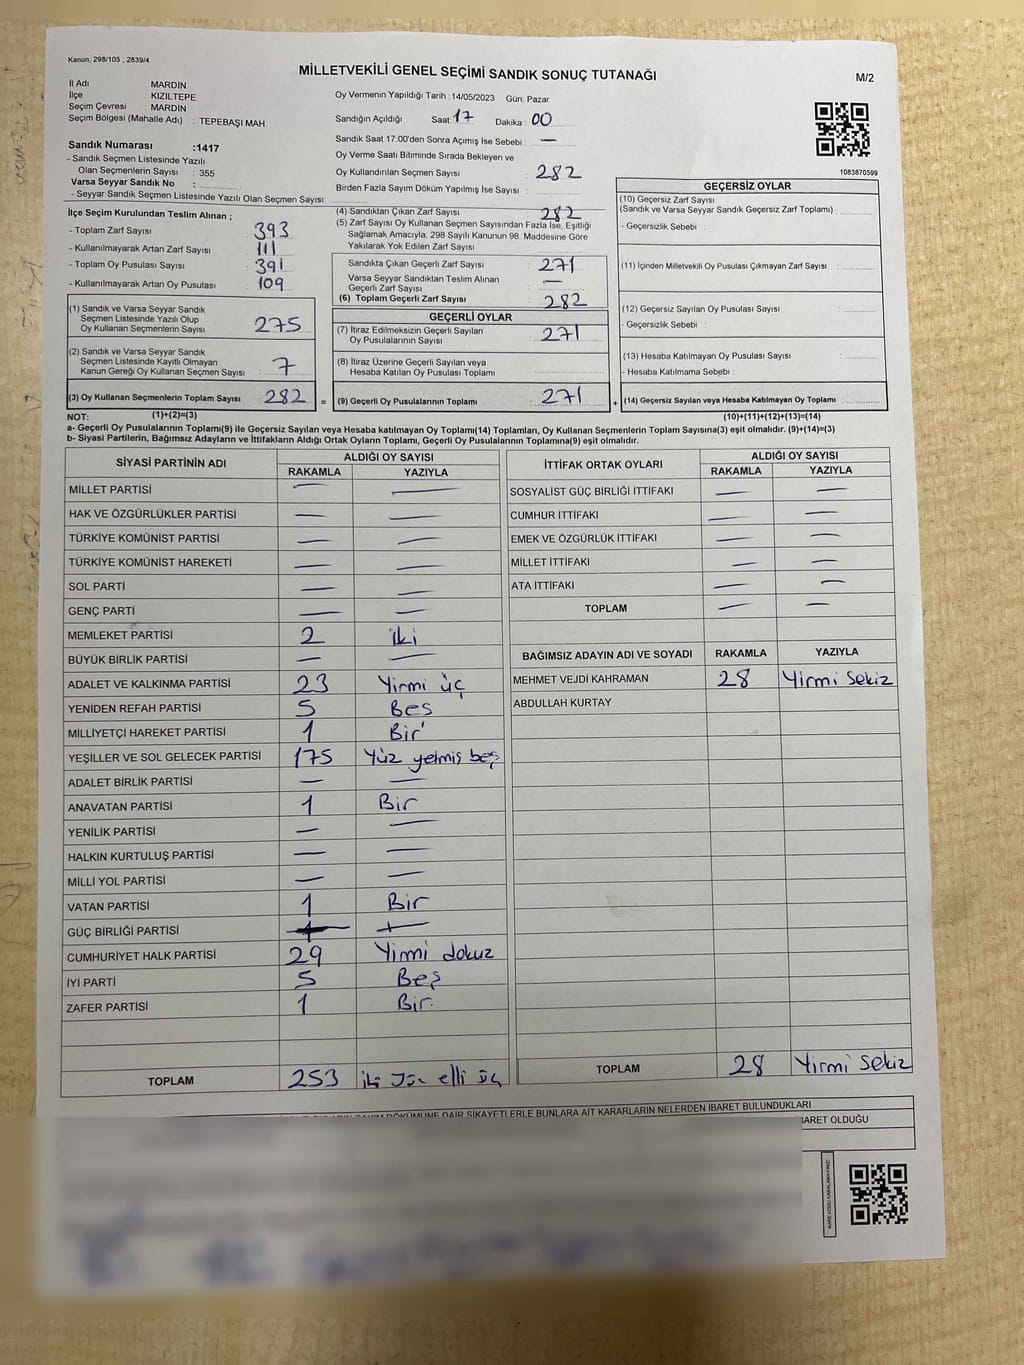 Kanun, 298/105 , 2839/4
MİLLETVEKİLİ GENEL SEÇİMİ SANDIK SONUÇ TUTANAĞI
M/2
İl Adı : MARDİN
İlçe : KIZILTEPE
Seçim Çevresi : MARDİN
Seçim Bölgesi (Mahalle Adı) : TEPEBAŞI MAH.
Oy Vermenin Yapıldığı Tarih :14/05/2023 Gün: Pazar
Sandığın Açıldığı Saat: 17 Dakika: 00
Sandık Saat 17:00'den Sonra Açımış İse Sebebi : —
Oy Verme Saati Bitiminde Sırada Bekleyen ve
Oy Kullandırılan Seçmen Sayısı : 282
Birden Fazla Sayım Döküm Yapılmış İse Sayısı :
1083870599
Sandık Numarası :1417
- Sandık Seçmen Listesinde Yazılı
Olan Seçmenlerin Sayısı : 355
Varsa Seyyar Sandık No :
- Seyyar Sandık Seçmen Listesinde Yazılı Olan Seçmen Sayısı:
İlçe Seçim Kurulundan Teslim Alınan ;
- Toplam Zarf Sayısı : 393
- Kullanılmayarak Artan Zarf Sayısı : 111
- Toplam Oy Pusulası Sayısı : 391
- Kullanılmayarak Artan Oy Pusulası : 109
(1) Sandık ve Varsa Seyyar Sandık
Seçmen Listesinde Yazılı Olup
Oy Kullanan Seçmenlerin Sayısı : 275
(2) Sandık ve Varsa Seyyar Sandık
Seçmen Listesinde Kayıtlı Olmayan
Kanun Gereği Oy Kullanan Seçmen Sayısı : 7
(3) Oy Kullanan Seçmenlerin Toplam Sayısı : 282 =
(4) Sandıktan Çıkan Zarf Sayısı : 282
(5) Zarf Sayısı Oy Kullanan Seçmen Sayısından Fazla İse, Eşitliği
Sağlamak Amacıyla, 298 Sayılı Kanunun 98. Maddesine Göre
Yakılarak Yok Edilen Zarf Sayısı :
Sandıkta Çıkan Geçerli Zarf Sayısı : 271
Varsa Seyyar Sandıktan Teslim Alınan
Geçerli Zarf Sayısı : —
(6) Toplam Geçerli Zarf Sayısı : 282
GEÇERLİ OYLAR
(7) İtiraz Edilmeksizin Geçerli Sayılan
Oy Pusulalarının Sayısı : 271
(8) İtiraz Üzerine Geçerli Sayılan veya
Hesaba Katılan Oy Pusulası Toplamı :
(9) Geçerli Oy Pusulalarının Toplamı : 271 +
GEÇERSİZ OYLAR
(10) Geçersiz Zarf Sayısı
(Sandık ve Varsa Seyyar Sandık Geçersiz Zarf Toplamı) :
- Geçersizlik Sebebi :
(11) İçinden Milletvekili Oy Pusulası Çıkmayan Zarf Sayısı :
(12) Geçersiz Sayılan Oy Pusulası Sayısı :
- Geçersizlik Sebebi :
(13) Hesaba Katılmayan Oy Pusulası Sayısı :
- Hesaba Katılmama Sebebi :
(14) Geçersiz Sayılan veya Hesaba Katılmayan Oy Toplamı :
NOT: (1)+(2)=(3) (10)+(11)+(12)+(13)=(14)
a- Geçerli Oy Pusulalarının Toplamı(9) ile Geçersiz Sayılan veya Hesaba katılmayan Oy Toplamı(14) Toplamları, Oy Kullanan Seçmenlerin Toplam Sayısına(3) eşit olmalıdır. (9)+(14)=(3)
b- Siyasi Partilerin, Bağımsız Adayların ve İttifakların Aldığı Ortak Oyların Toplamı, Geçerli Oy Pusulalarının Toplamına(9) eşit olmalıdır.
SİYASİ PARTİNİN ADI ALDIĞI OY SAYISI
RAKAMLA YAZIYLA
MİLLET PARTİSİ — —
HAK VE ÖZGÜRLÜKLER PARTİSİ — —
TÜRKİYE KOMÜNİST PARTİSİ — —
TÜRKİYE KOMÜNİST HAREKETİ — —
SOL PARTİ — —
GENÇ PARTİ — —
MEMLEKET PARTİSİ 2 iki
BÜYÜK BİRLİK PARTİSİ — —
ADALET VE KALKINMA PARTİSİ 23 Yirmi üç
YENİDEN REFAH PARTİSİ 5 Bes
MİLLİYETÇİ HAREKET PARTİSİ 1 Bir
YEŞİLLER VE SOL GELECEK PARTİSİ 175 Yüz yetmiş beş
ADALET BİRLİK PARTİSİ — —
ANAVATAN PARTİSİ 1 Bir
YENİLİK PARTİSİ — —
HALKIN KURTULUŞ PARTİSİ — —
MİLLİ YOL PARTİSİ — —
VATAN PARTİSİ 1 Bir
GÜÇ BİRLİĞİ PARTİSİ — —
CUMHURİYET HALK PARTİSİ 29 Yirmi dokuz
İYİ PARTİ 5 Beş
ZAFER PARTİSİ 1 Bir.
TOPLAM 253 iki Yüz elli üç
İTTİFAK ORTAK OYLARI ALDIĞI OY SAYISI
RAKAMLA YAZIYLA
SOSYALİST GÜÇ BİRLİĞİ İTTİFAKI — —
CUMHUR İTTİFAKI — —
EMEK VE ÖZGÜRLÜK İTTİFAKI — —
MİLLET İTTİFAKI — —
ATA İTTİFAKI — —
TOPLAM — —
BAĞIMSIZ ADAYIN ADI VE SOYADI RAKAMLA YAZIYLA
MEHMET VEJDİ KAHRAMAN 28 Yirmi Sekiz
ABDULLAH KURTAY
TOPLAM 28 Yirmi Sekiz
DÖKÜMÜNE DAİR ŞİKAYETLERLE BUNLARA AİT KARARLARIN NELERDEN İBARET BULUNDUKLARI
İBARET OLDUĞU
KARE KODU KARALAMAYINIZ!